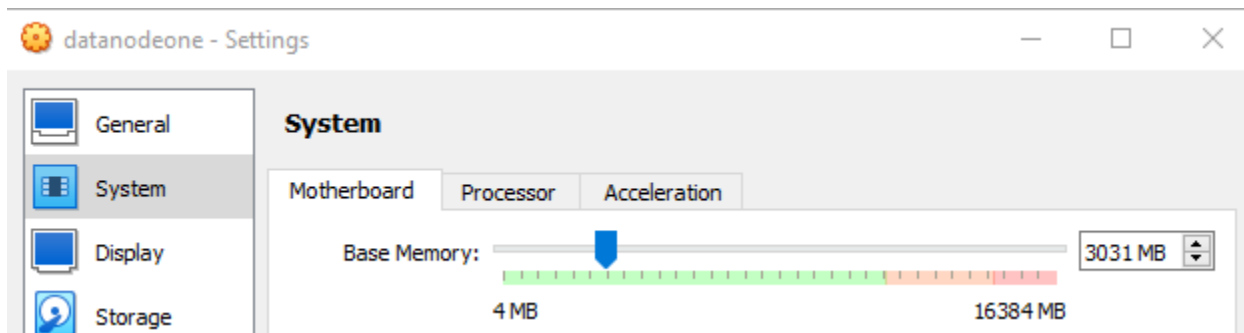 datanodeone - Settings
General
System
Display
Storage
System
Motherboard Processor Acceleration
Base Memory: 3031 MB
4 MB 16384 MB